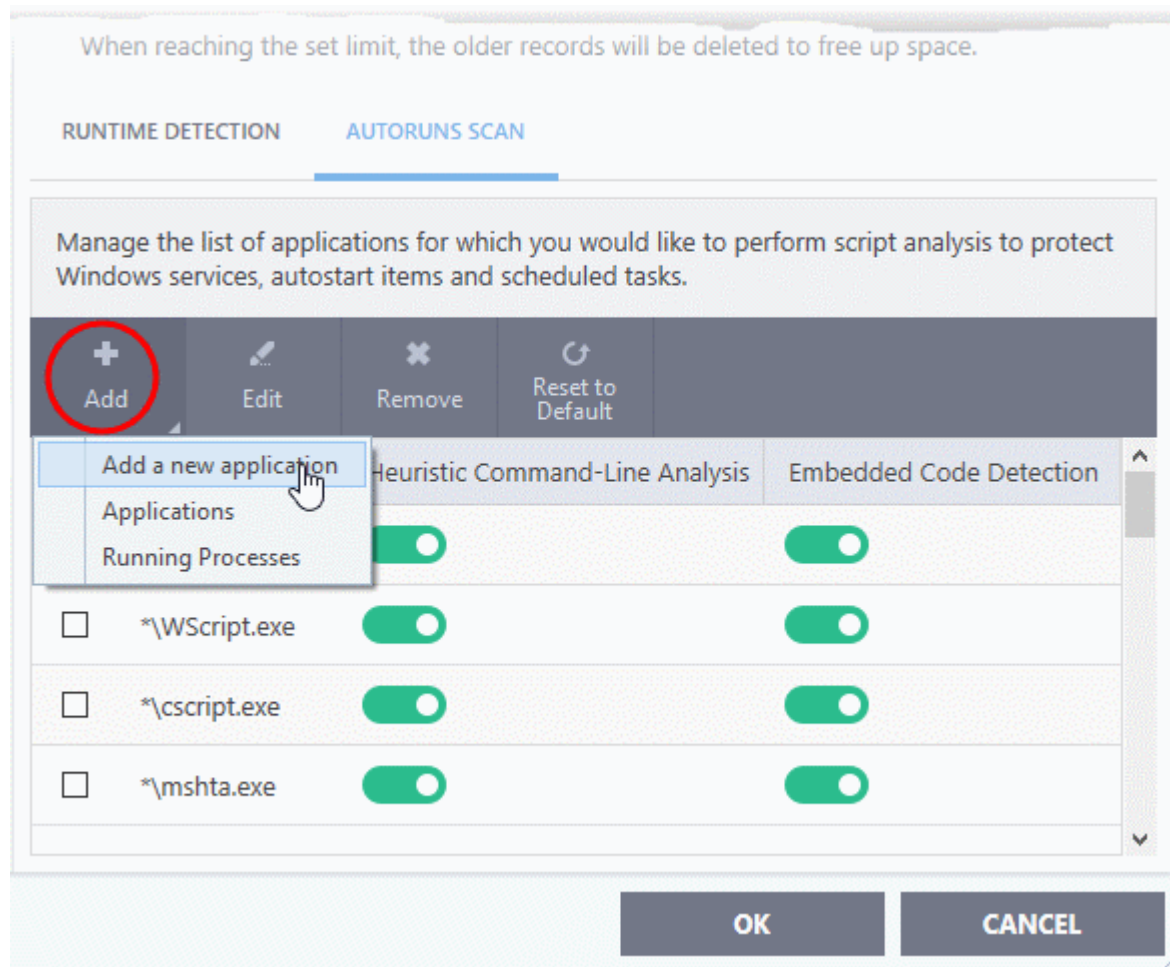 When reaching the set limit, the older records will be deleted to free up space.
RUNTIME DETECTION AUTORUNS SCAN
Manage the list of applications for which you would like to perform script analysis to protect
Windows services, autostart items and scheduled tasks.
Add Edit Remove Reset to
Default
Add a new application
Applications
Running Processes
Heuristic Command-Line Analysis Embedded Code Detection
*\WScript.exe
*\cscript.exe
*\mshta.exe
OK CANCEL